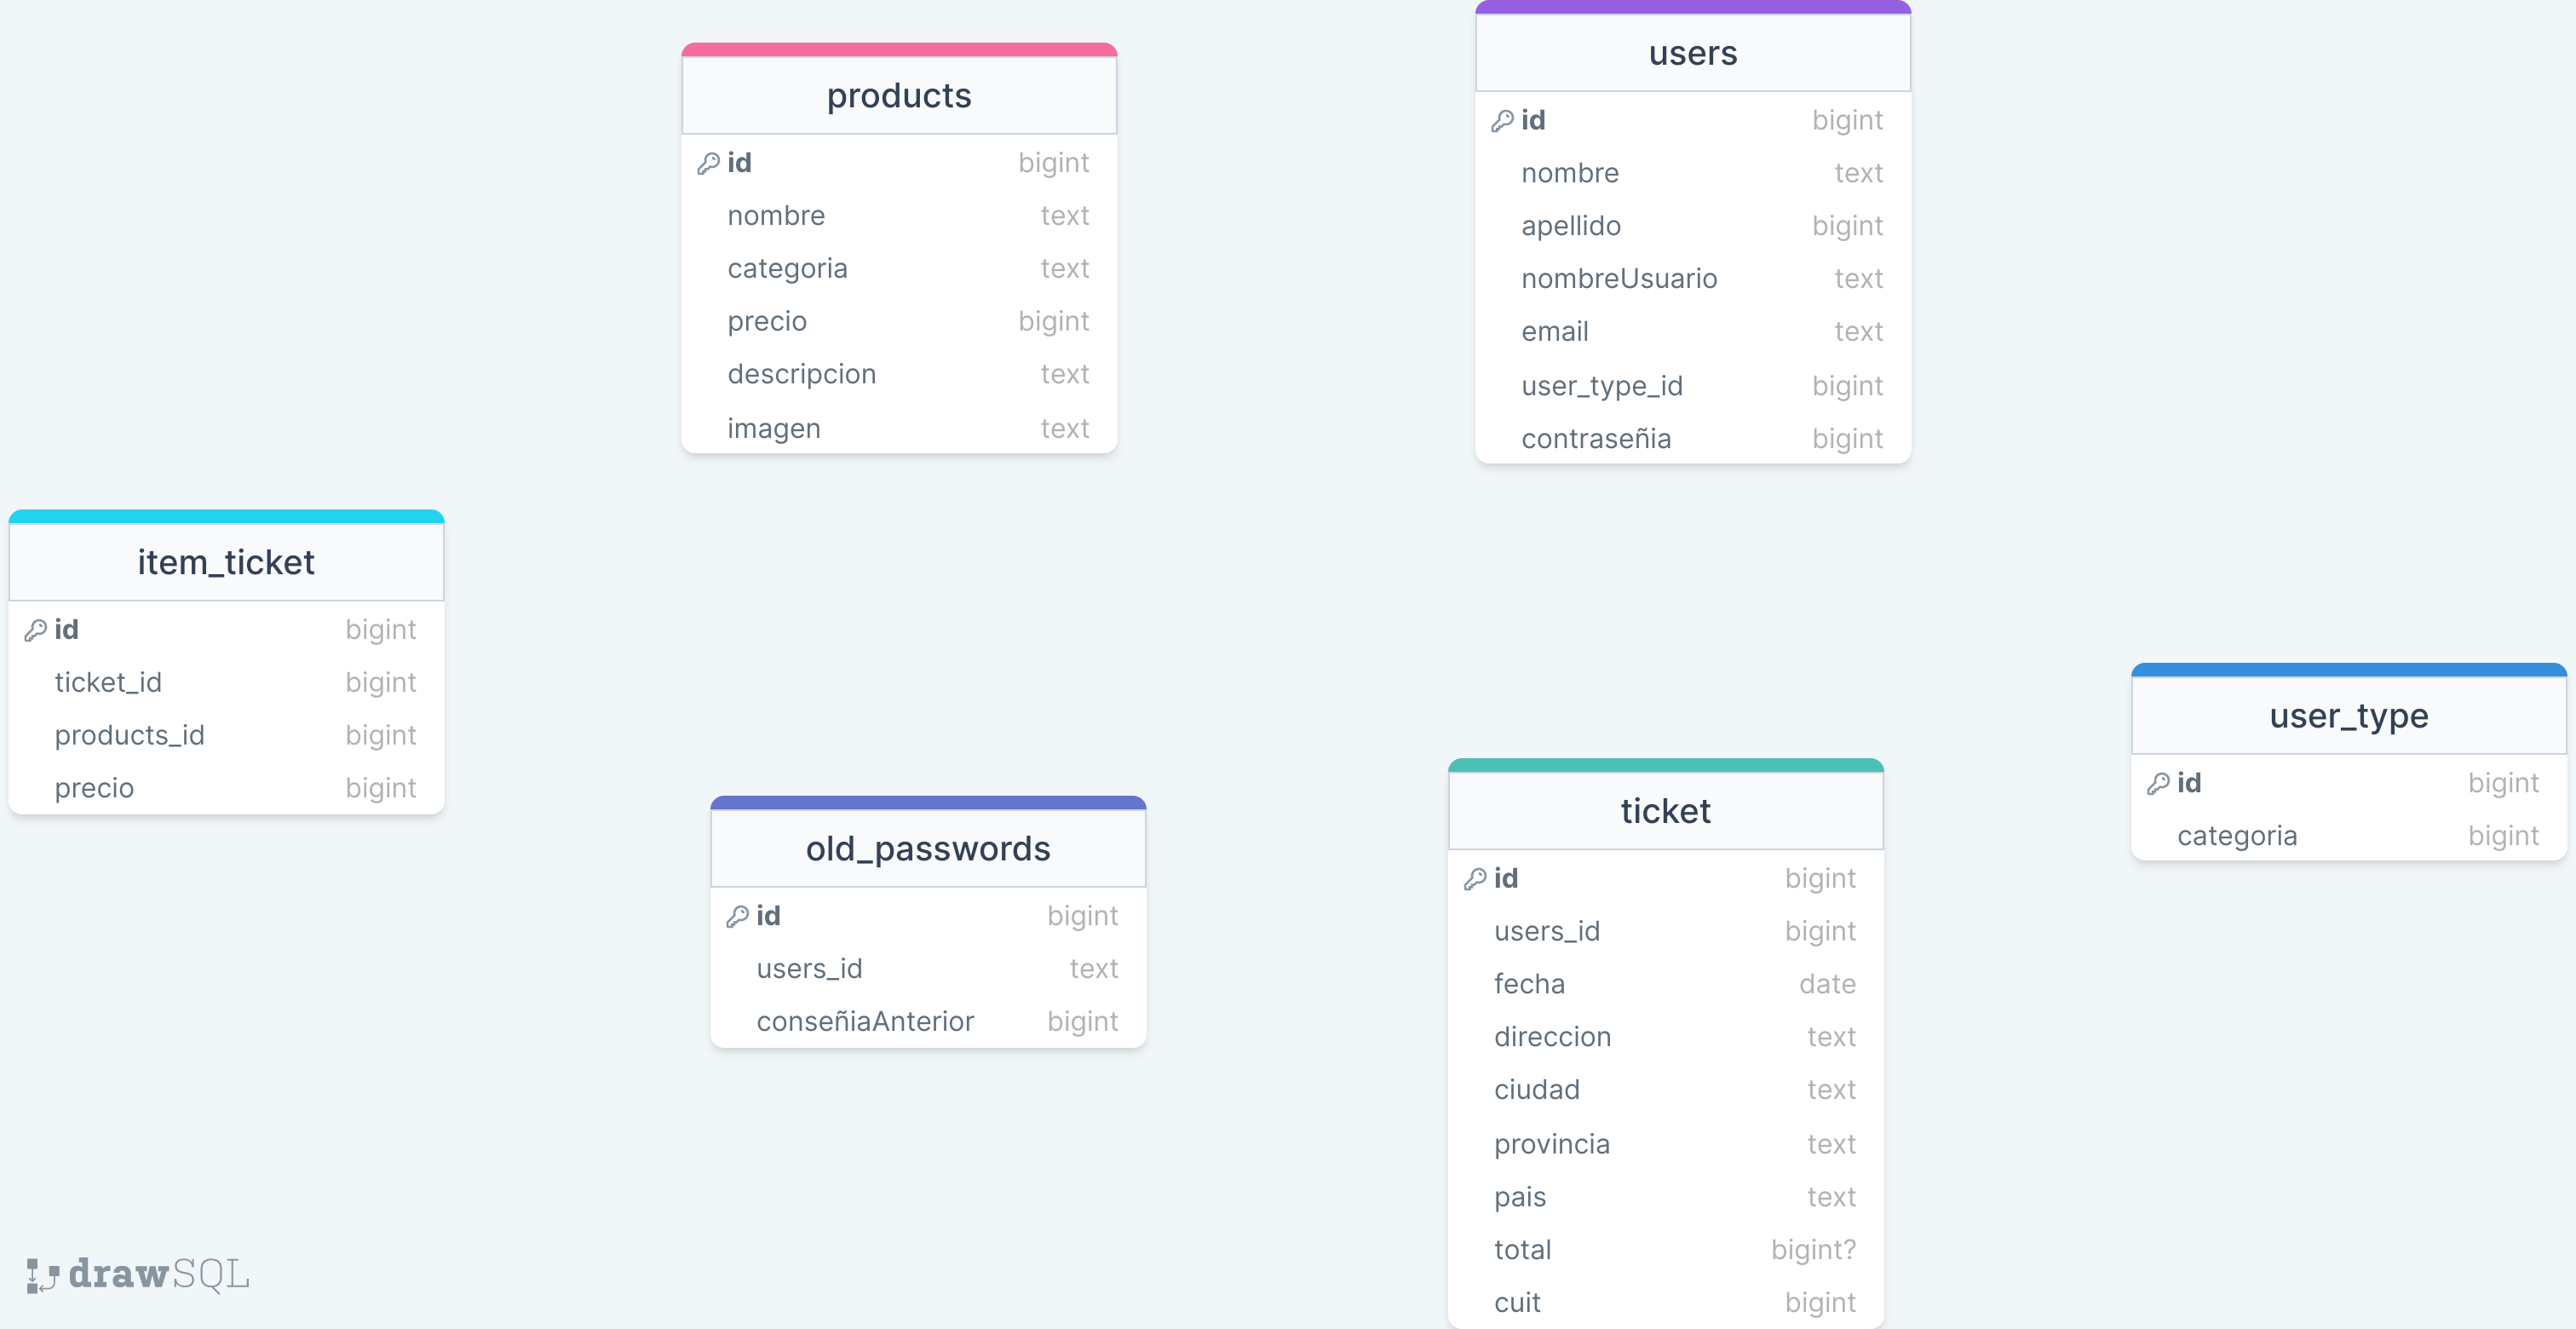 products
id bigint
nombre text
categoria text
precio bigint
descripcion text
imagen text
users
id bigint
nombre text
apellido bigint
nombreUsuario text
email text
user_type_id bigint
contraseñia bigint
item_ticket
id bigint
ticket_id bigint
products_id bigint
precio bigint
old_passwords
id bigint
users_id text
conseñiaAnterior bigint
ticket
id bigint
users_id bigint
fecha date
direccion text
ciudad text
provincia text
pais text
total bigint?
cuit bigint
user_type
id bigint
categoria bigint
drawSQL